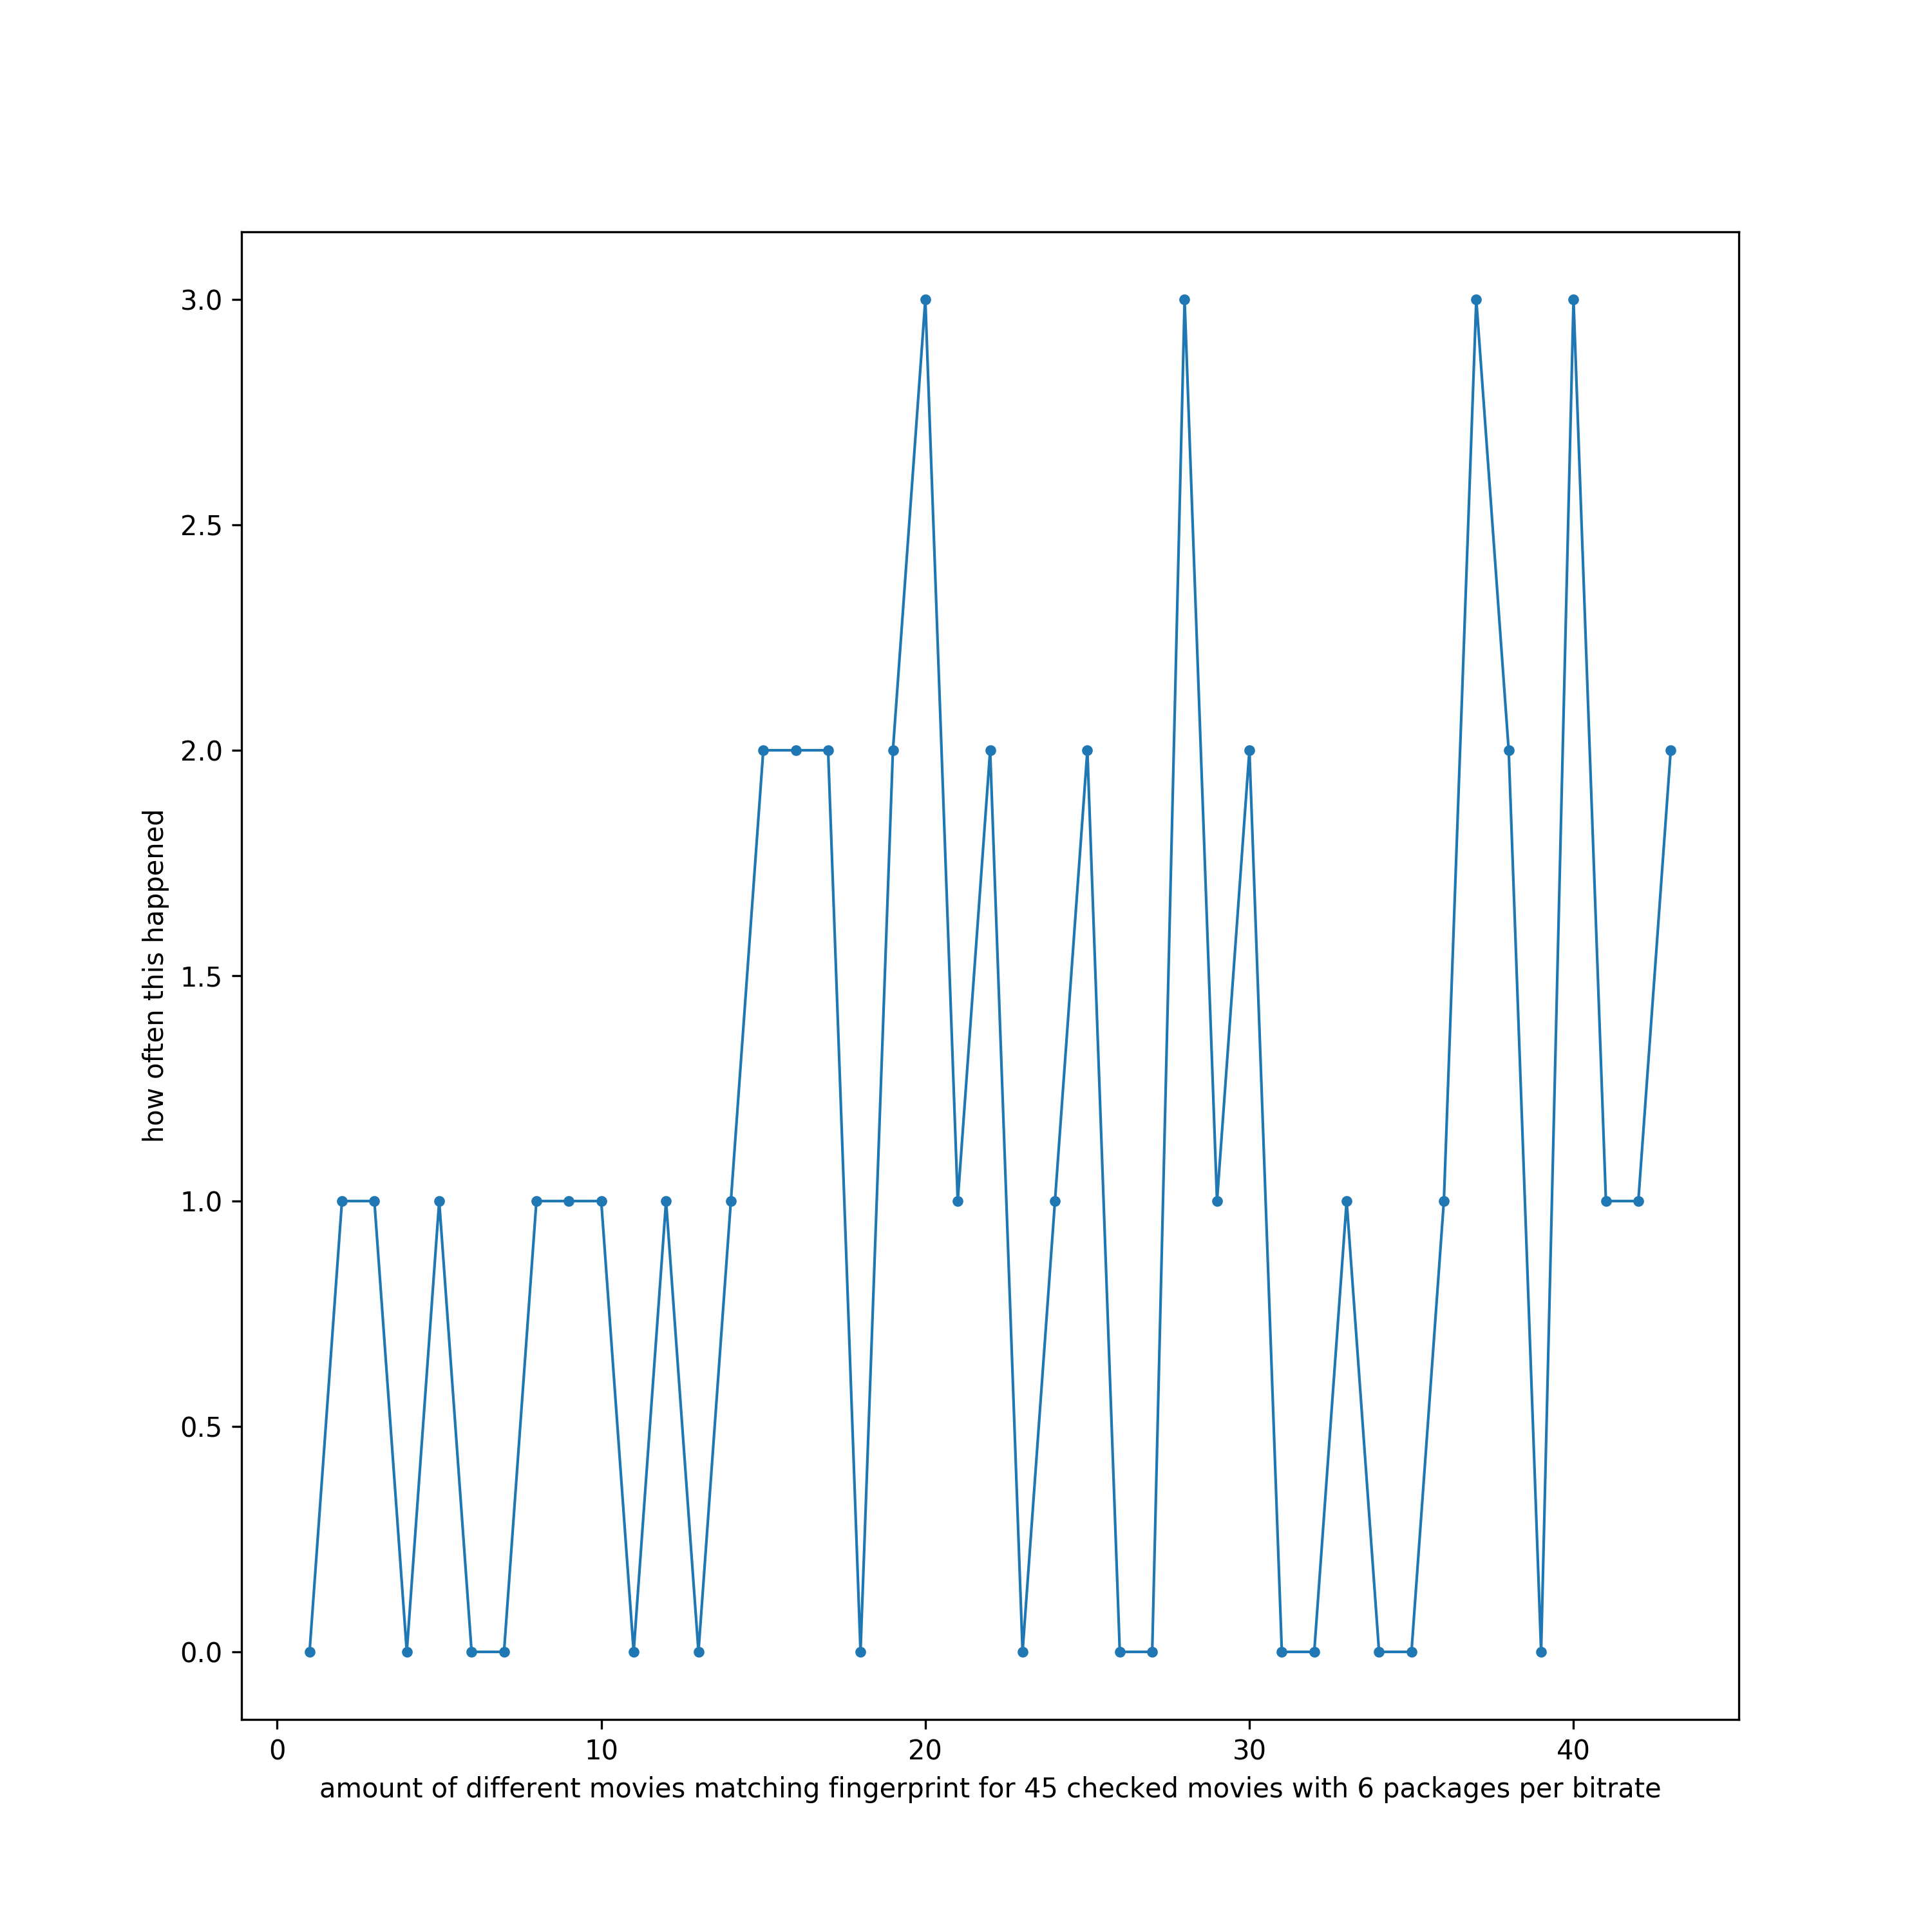 3.0
2.5
2.0
1.5
1.0
0.5
0.0
how often this happened
0 10 20 30 40
amount of different movies matching fingerprint for 45 checked movies with 6 packages per bitrate